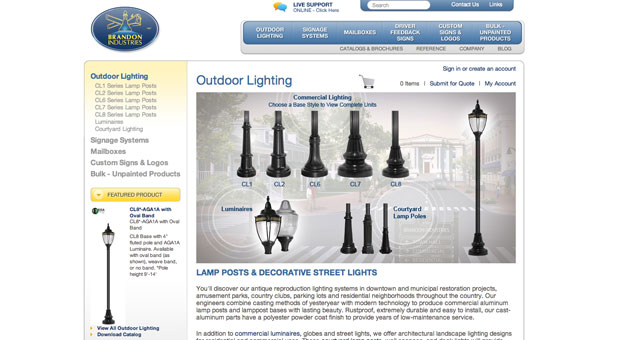 LIVE SUPPORT
ONLINE - Click Here
Search
Contact Us
Links
BRANDON
INDUSTRIES
OUTDOOR
LIGHTING
SIGNAGE
SYSTEMS
MAILBOXES
DRIVER
FEEDBACK
SIGNS
CUSTOM
SIGNS &
LOGOS
BULK -
UNPAINTED
PRODUCTS
CATALOGS & BROCHURES
REFERENCE
COMPANY
BLOG
Sign in or create an account
Outdoor Lighting
0 Items | Submit for Quote | My Account
Outdoor Lighting
CL1 Series Lamp Posts
CL2 Series Lamp Posts
CL6 Series Lamp Posts
CL7 Series Lamp Posts
CL8 Series Lamp Posts
Luminaires
Courtyard Lighting
Signage Systems
Mailboxes
Custom Signs & Logos
Bulk - Unpainted Products
FEATURED PRODUCT
CL8*-AGA1A with
Oval Band
CL8*-AGA1A with Oval
Band
CL8 Base with 4"
fluted pole and AGA1A
Luminaire. Available
with oval band (as
shown), weave band,
or no band. *Pole
height 9'-14'
View All Outdoor Lighting
Download Catalog
Commercial Lighting
Choose a Base Style to View Complete Units
CL1
CL2
CL6
CL7
CL8
Luminaires
Courtyard
Lamp Poles
LAMP POSTS & DECORATIVE STREET LIGHTS
You'll discover our antique reproduction lighting systems in downtown and municipal restoration projects,
amusement parks, country clubs, parking lots and residential neighborhoods throughout the country. Our
engineers combine casting methods of yesteryear with modern technology to produce commercial aluminum
lamp posts and lampposts bases with lasting beauty. Rustproof, extremely durable and easy to install, our cast-
aluminum parts have a polyester powder coat finish to provide years of low-maintenance service.
In addition to commercial luminaires, globes and street lights, we offer architectural landscape lighting designs